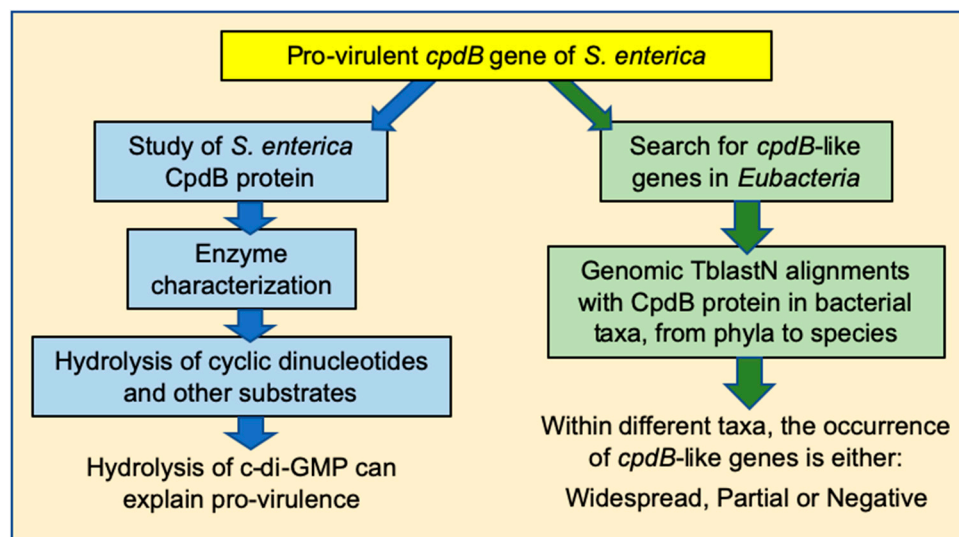 Pro-virulent cpdB gene of S. enterica
Study of S. enterica
CpdB protein
Enzyme
characterization
Hydrolysis of cyclic dinucleotides
and other substrates
Hydrolysis of c-di-GMP can
explain pro-virulence
Search for cpdB-like
genes in Eubacteria
Genomic TblastN alignments
with CpdB protein in bacterial
taxa, from phyla to species
Within different taxa, the occurrence
of cpdB-like genes is either:
Widespread, Partial or Negative